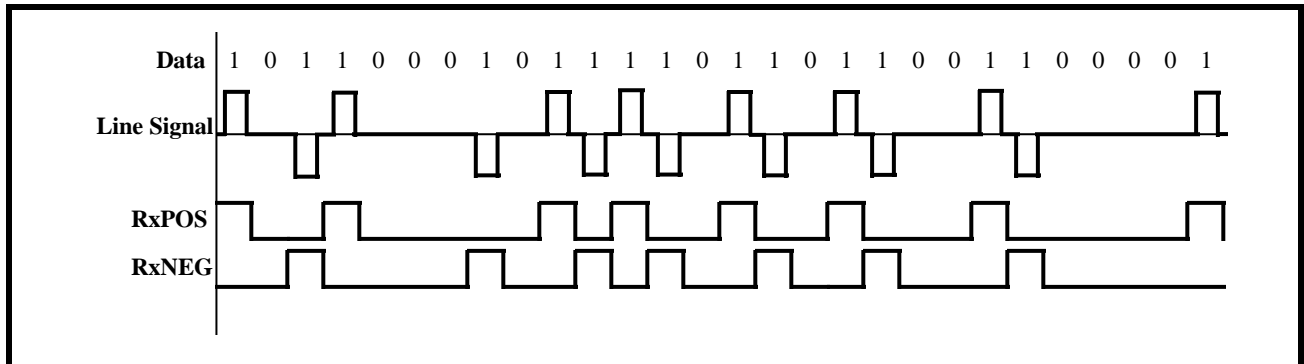 Data 1 0 1 1 0 0 0 1 0 1 1 1 1 0 1 1 0 1 1 0 0 1 1 0 0 0 0 1
Line Signal
RxPOS
RxNEG